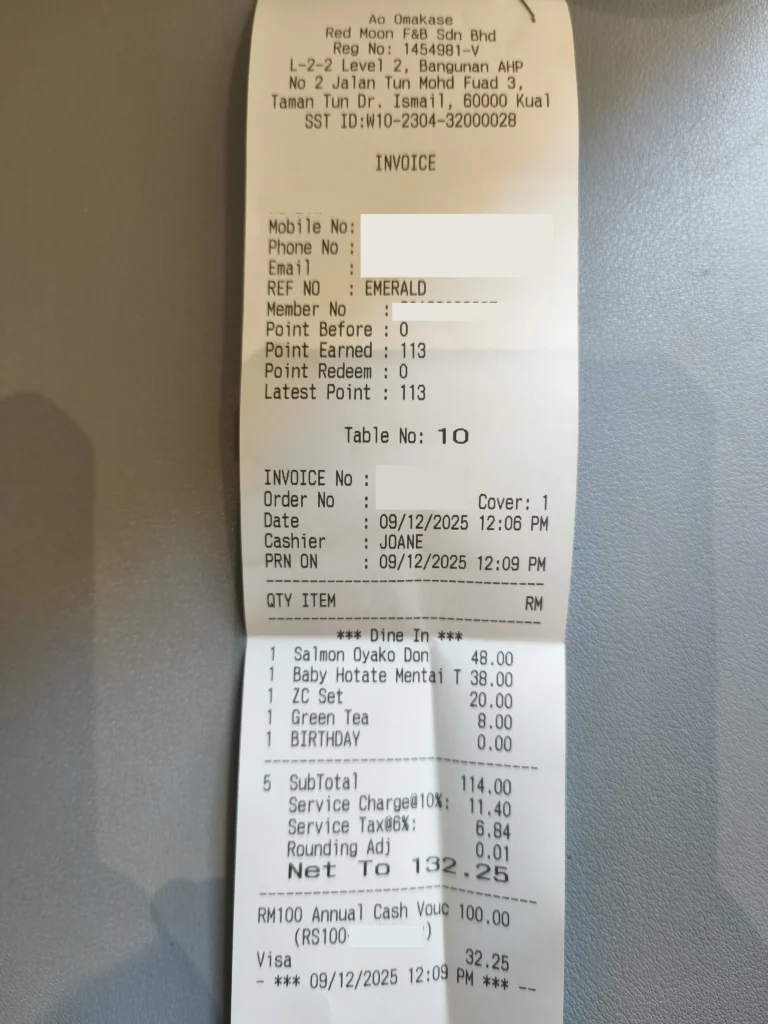 Ao Omakase
Red Moon F&B Sdn Bhd
Reg No: 1454981-V
L-2-2 Level 2, Bangunan AHP
No 2 Jalan Tun Mohd Fuad 3,
Taman Tun Dr. Ismail, 60000 Kual
SST ID:W10-2304-32000028
INVOICE
Mobile No:
Phone No :
Email :
REF NO : EMERALD
Member No :
Point Before : 0
Point Earned : 113
Point Redeem : 0
Latest Point : 113
Table No: 10
INVOICE No :
Order No : Cover: 1
Date : 09/12/2025 12:06 PM
Cashier : JOANE
PRN ON : 09/12/2025 12:09 PM
QTY ITEM RM
*** Dine In ***
1 Salmon Oyako Don 48.00
1 Baby Hotate Mentai T 38.00
1 ZC Set 20.00
1 Green Tea 8.00
1 BIRTHDAY 0.00
5 SubTotal 114.00
Service Charge@10%: 11.40
Service Tax@6%: 6.84
Rounding Adj 0.01
Net To 132.25
RM100 Annual Cash Vouc 100.00
(RS100 )
Visa 32.25
- *** 09/12/2025 12:09 PM *** --